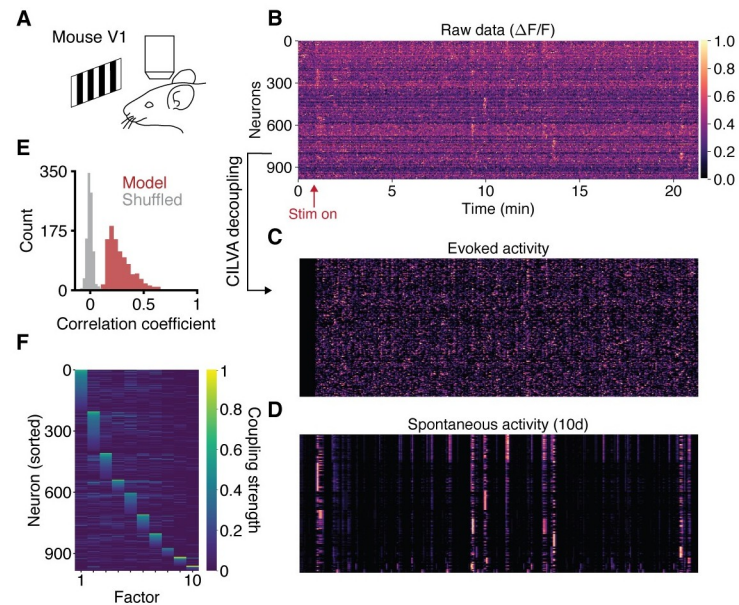 A
Mouse V1
B
Raw data (ΔF/F)
Neurons
0
300
600
900
0
5
10
15
20
Time (min)
Stim on
1.0
0.8
0.6
0.4
0.2
0.0
CILVA decoupling
E
Count
350
175
0
Model
Shuffled
0
0.5
1
Correlation coefficient
C
Evoked activity
D
Spontaneous activity (10d)
F
Neuron (sorted)
0
300
600
900
1
10
Factor
1
0.8
0.6
0.4
0.2
0
Coupling strength